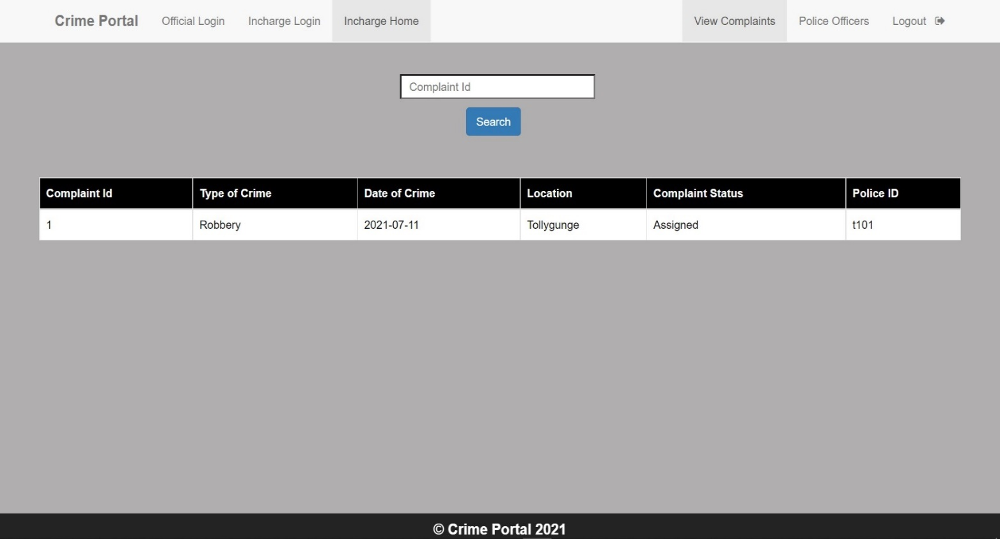 Crime Portal Official Login Incharge Login Incharge Home View Complaints Police Officers Logout
Complaint Id
Search
Complaint Id Type of Crime Date of Crime Location Complaint Status Police ID
1 Robbery 2021-07-11 Tollygunge Assigned t101
© Crime Portal 2021